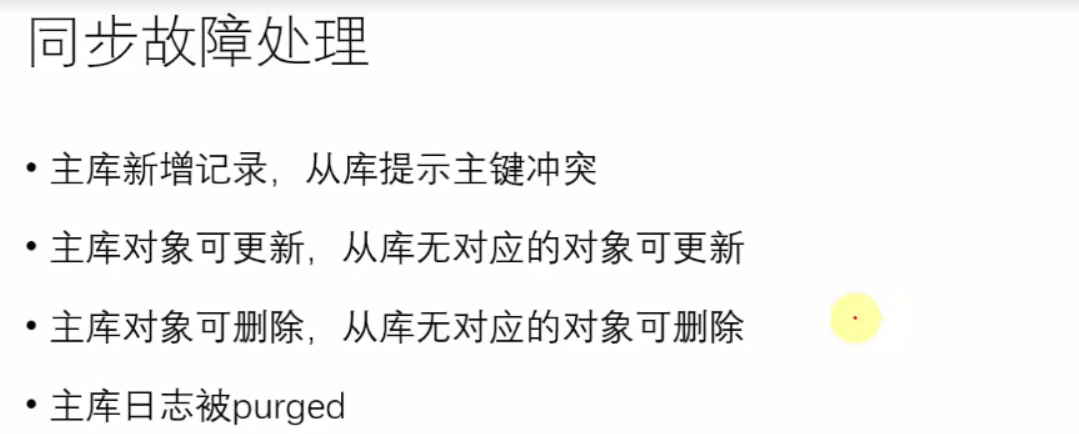 同步故障处理
• 主库新增记录，从库提示主键冲突
• 主库对象可更新，从库无对应的对象可更新
• 主库对象可删除，从库无对应的对象可删除
• 主库日志被purged